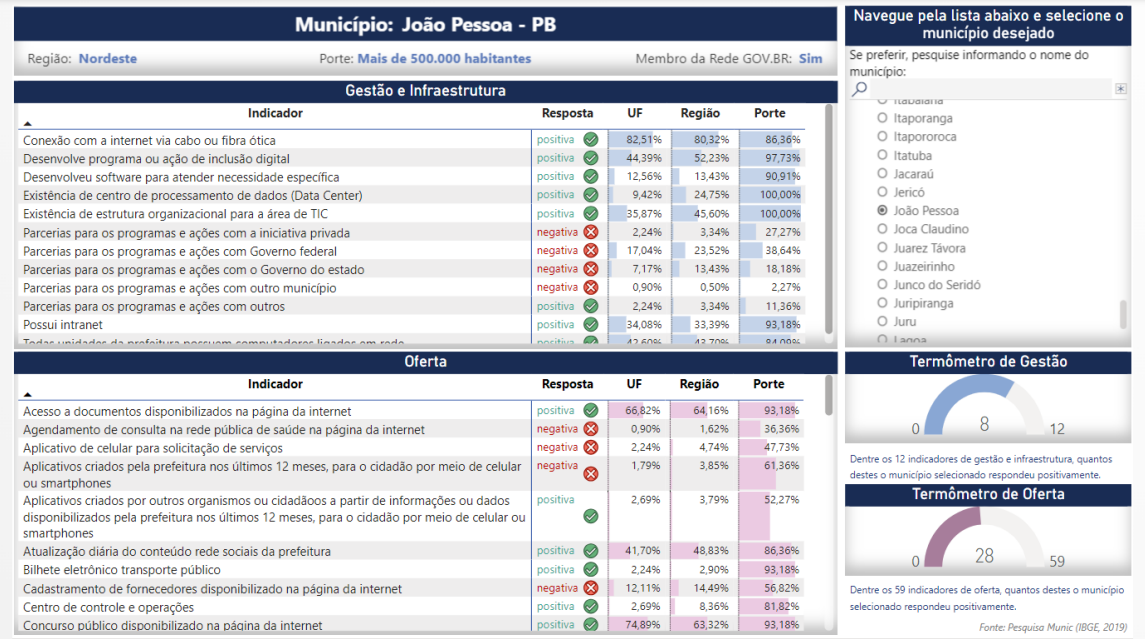 Município: João Pessoa - PB
Região: Nordeste Porte: Mais de 500.000 habitantes Membro da Rede GOV.BR: Sim
Gestão e Infraestrutura
Indicador Resposta UF Região Porte
Conexão com a internet via cabo ou fibra ótica positiva 82,51% 80,32% 86,36%
Desenvolve programa ou ação de inclusão digital positiva 44,39% 52,23% 97,73%
Desenvolveu software para atender necessidade específica positiva 12,56% 13,43% 90,91%
Existência de centro de processamento de dados (Data Center) positiva 9,42% 24,75% 100,00%
Existência de estrutura organizacional para a área de TIC positiva 35,87% 45,60% 100,00%
Parcerias para os programas e ações com a iniciativa privada negativa 2,24% 3,34% 27,27%
Parcerias para os programas e ações com Governo federal negativa 17,04% 23,52% 38,64%
Parcerias para os programas e ações com o Governo do estado negativa 7,17% 13,43% 18,18%
Parcerias para os programas e ações com outro município negativa 0,90% 0,50% 2,27%
Parcerias para os programas e ações com outros positiva 2,24% 3,34% 11,36%
Possui intranet positiva 34,08% 33,39% 93,18%
Todas unidades da prefeitura possuem computadores ligados em rede positiva 42,60% 43,70% 84,09%
Oferta
Indicador Resposta UF Região Porte
Acesso a documentos disponibilizados na página da internet positiva 66,82% 64,16% 93,18%
Agendamento de consulta na rede pública de saúde na página da internet negativa 0,90% 1,62% 36,36%
Aplicativo de celular para solicitação de serviços negativa 2,24% 4,74% 47,73%
Aplicativos criados pela prefeitura nos últimos 12 meses, para o cidadão por meio de celular negativa 1,79% 3,85% 61,36%
ou smartphones
Aplicativos criados por outros organismos ou cidadãoos a partir de informações ou dados positiva 2,69% 3,79% 52,27%
disponibilizados pela prefeitura nos últimos 12 meses, para o cidadão por meio de celular ou
smartphones
Atualização diária do conteúdo rede sociais da prefeitura positiva 41,70% 48,83% 86,36%
Bilhete eletrônico transporte público positiva 2,24% 2,90% 93,18%
Cadastramento de fornecedores disponibilizado na página da internet negativa 12,11% 14,49% 56,82%
Centro de controle e operações positiva 2,69% 8,36% 81,82%
Concurso público disponibilizado na página da internet positiva 74,89% 63,32% 93,18%
Navegue pela lista abaixo e selecione o
município desejado
Se preferir, pesquise informando o nome do
município:
Itabaiana
Itaporanga
Itapororoca
Itatuba
Jacaraú
Jericó
João Pessoa
Joca Claudino
Juarez Távora
Juazeirinho
Junco do Seridó
Juripiranga
Juru
Lagoa
Termômetro de Gestão
8
0 12
Dentre os 12 indicadores de gestão e infraestrutura, quantos
destes o município selecionado respondeu positivamente.
Termômetro de Oferta
28
0 59
Dentre os 59 indicadores de oferta, quantos destes o município
selecionado respondeu positivamente.
Fonte: Pesquisa Munic (IBGE, 2019)